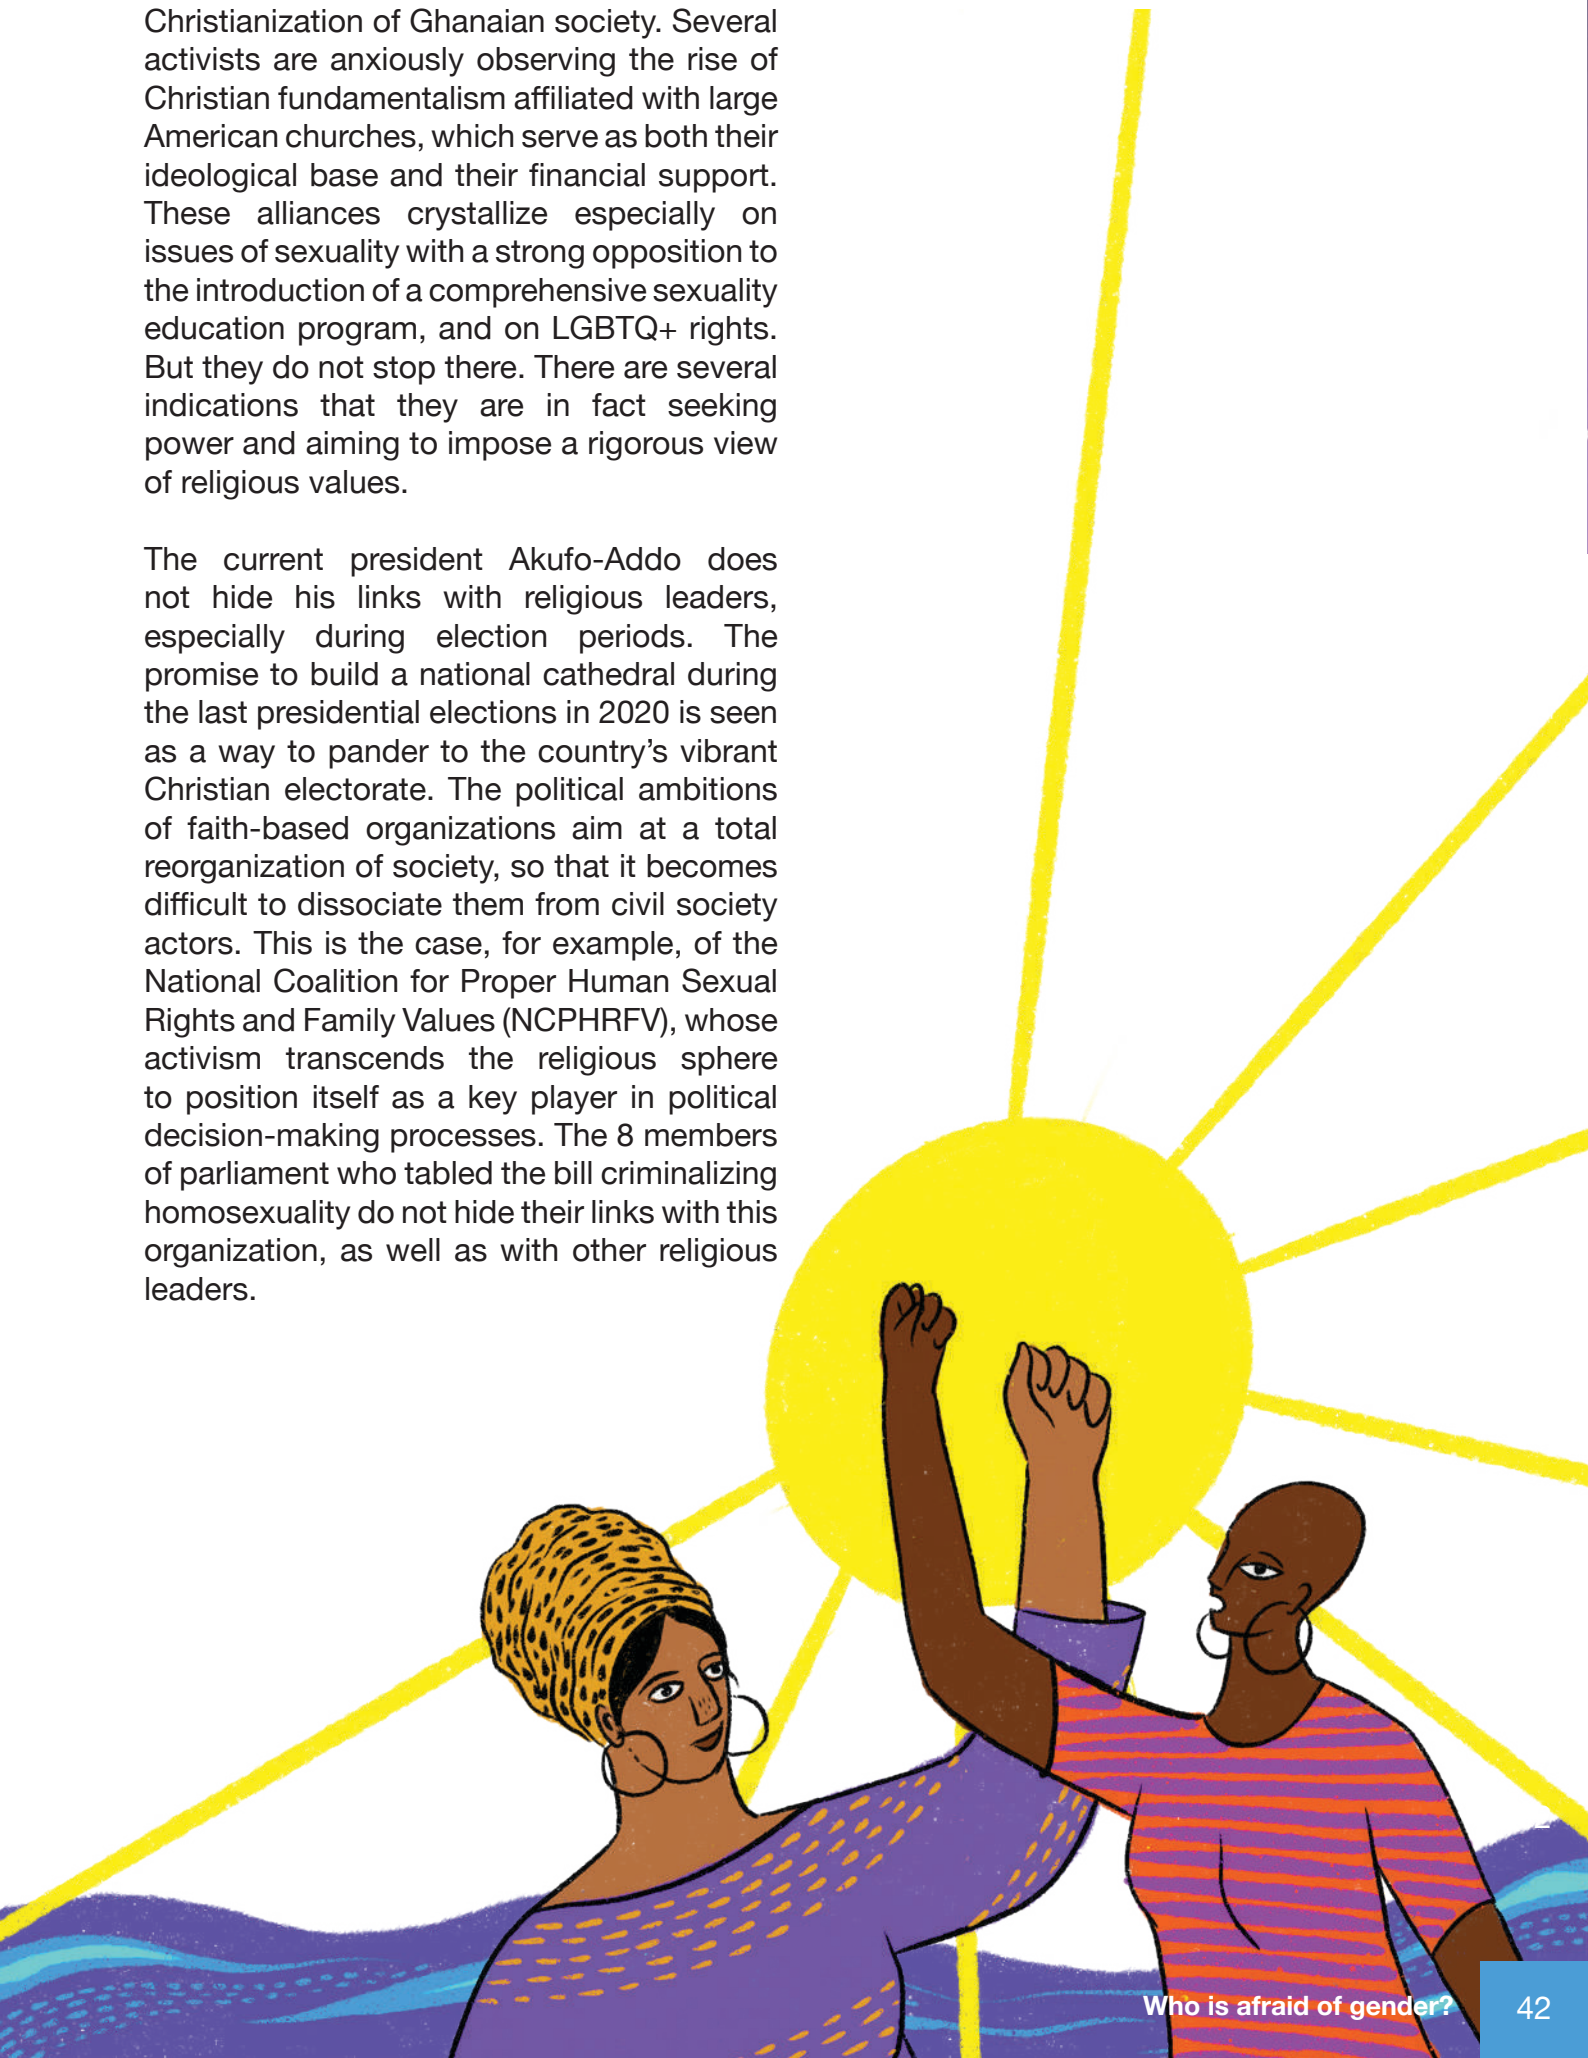 Christianization of Ghanaian society. Several
activists are anxiously observing the rise of
Christian fundamentalism affiliated with large
American churches, which serve as both their
ideological base and their financial support.
These alliances crystallize especially on
issues of sexuality with a strong opposition to
the introduction of a comprehensive sexuality
education program, and on LGBTQ+ rights.
But they do not stop there. There are several
indications that they are in fact seeking
power and aiming to impose a rigorous view
of religious values.
The current president Akufo-Addo does
not hide his links with religious leaders,
especially during election periods. The
promise to build a national cathedral during
the last presidential elections in 2020 is seen
as a way to pander to the country’s vibrant
Christian electorate. The political ambitions
of faith-based organizations aim at a total
reorganization of society, so that it becomes
difficult to dissociate them from civil society
actors. This is the case, for example, of the
National Coalition for Proper Human Sexual
Rights and Family Values (NCPHRFV), whose
activism transcends the religious sphere
to position itself as a key player in political
decision-making processes. The 8 members
of parliament who tabled the bill criminalizing
homosexuality do not hide their links with this
organization, as well as with other religious
leaders.
Who is afraid of gender?
42